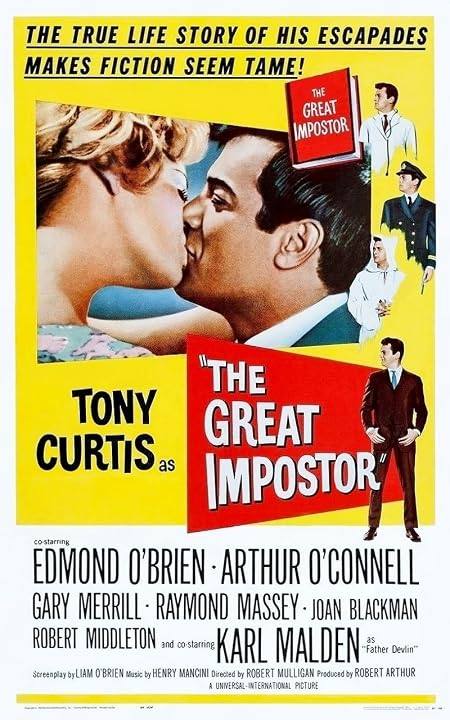 THE TRUE LIFE STORY OF HIS ESCAPADES
MAKES FICTION SEEM TAME!
THE
GREAT
IMPOSTOR
TONY
CURTIS as
"THE
GREAT
IMPOSTOR"
co-starring
EDMOND O'BRIEN · ARTHUR O'CONNELL
GARY MERRILL · RAYMOND MASSEY · JOAN BLACKMAN
ROBERT MIDDLETON and co-starring KARL MALDEN as "Father Devlin"
Screenplay by LIAM O'BRIEN Music by HENRY MANCINI Directed by ROBERT MULLIGAN Produced by ROBERT ARTHUR
A UNIVERSAL-INTERNATIONAL PICTURE